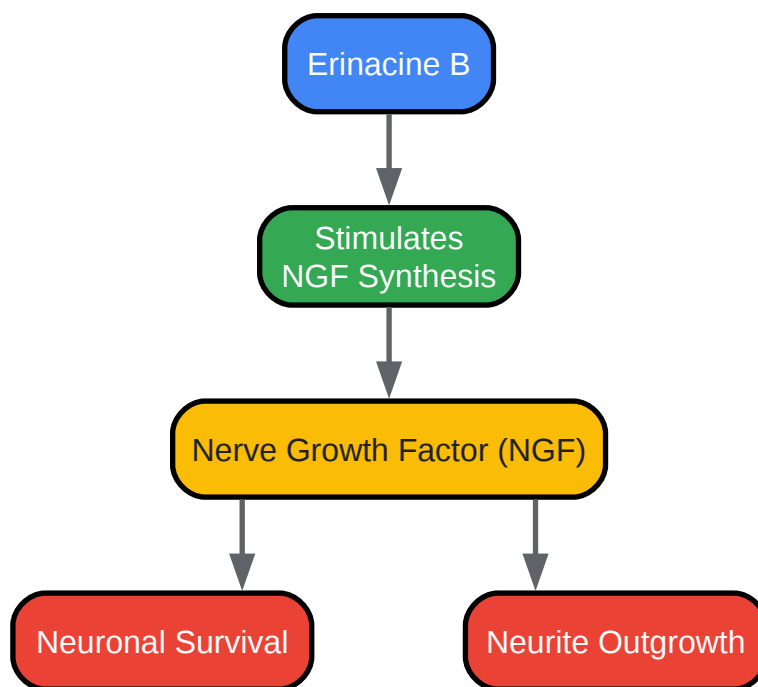 Erinacine B
Stimulates
NGF Synthesis
Nerve Growth Factor (NGF)
Neuronal Survival
Neurite Outgrowth